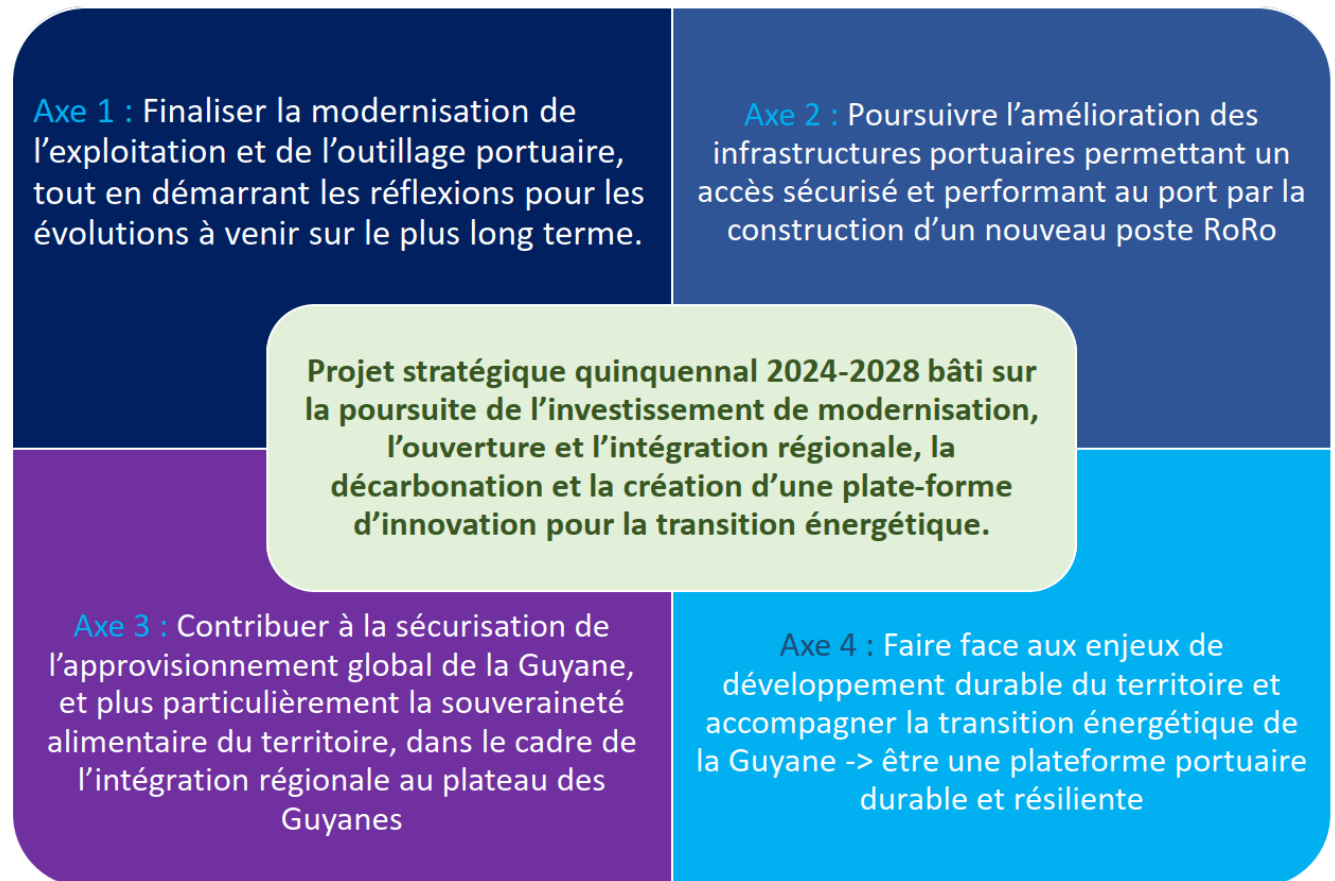 Axe 1 : Finaliser la modernisation de
l’exploitation et de l’outillage portuaire,
tout en démarrant les réflexions pour les
évolutions à venir sur le plus long terme.
Axe 2 : Poursuivre l’amélioration des
infrastructures portuaires permettant un
accès sécurisé et performant au port par la
construction d’un nouveau poste RoRo
Projet stratégique quinquennal 2024-2028 bâti sur
la poursuite de l’investissement de modernisation,
l’ouverture et l’intégration régionale, la
décarbonation et la création d’une plate-forme
d’innovation pour la transition énergétique.
Axe 3 : Contribuer à la sécurisation de
l’approvisionnement global de la Guyane,
et plus particulièrement la souveraineté
alimentaire du territoire, dans le cadre de
l’intégration régionale au plateau des
Guyanes
Axe 4 : Faire face aux enjeux de
développement durable du territoire et
accompagner la transition énergétique de
la Guyane -> être une plateforme portuaire
durable et résiliente